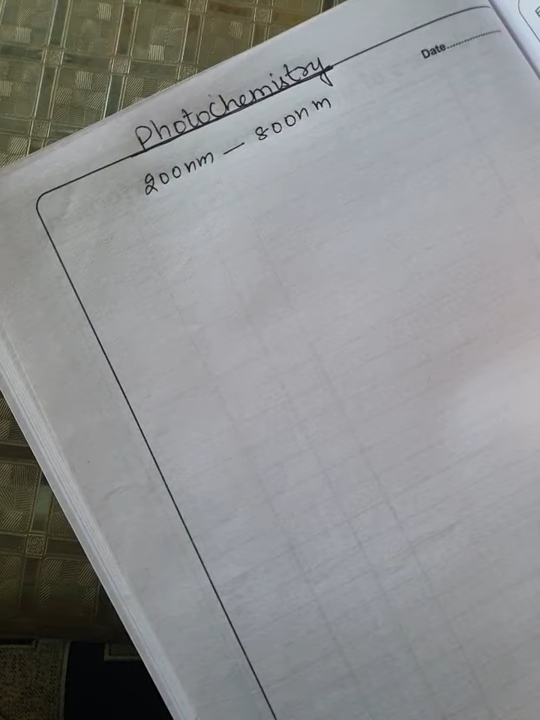 Photochemistry
Date..................
200nm — 800nm